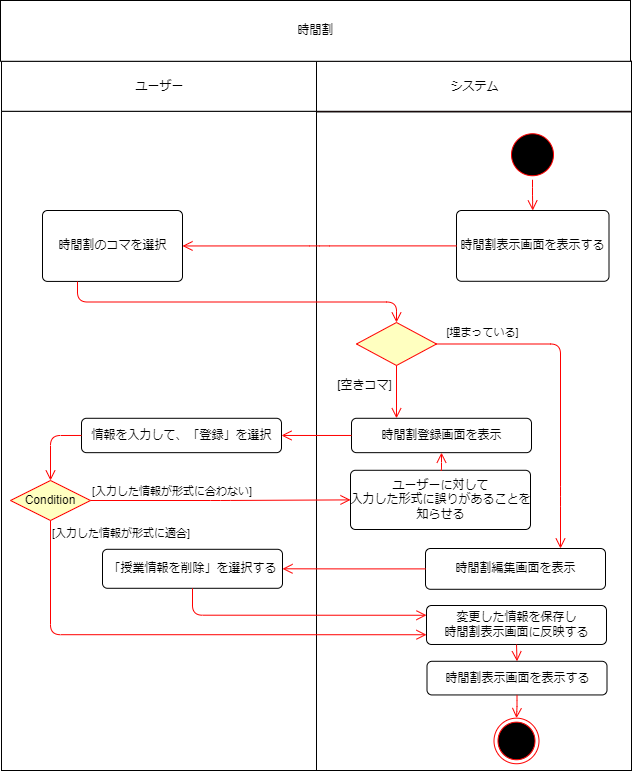 時間割
ユーザー
システム
時間割のコマを選択
時間割表示画面を表示する
[埋まっている]
[空きコマ]
情報を入力して、「登録」を選択
時間割登録画面を表示
Condition
[入力した情報が形式に合わない]
ユーザーに対して
入力した形式に誤りがあることを
知らせる
[入力した情報が形式に適合]
「授業情報を削除」を選択する
時間割編集画面を表示
変更した情報を保存し
時間割表示画面に反映する
時間割表示画面を表示する